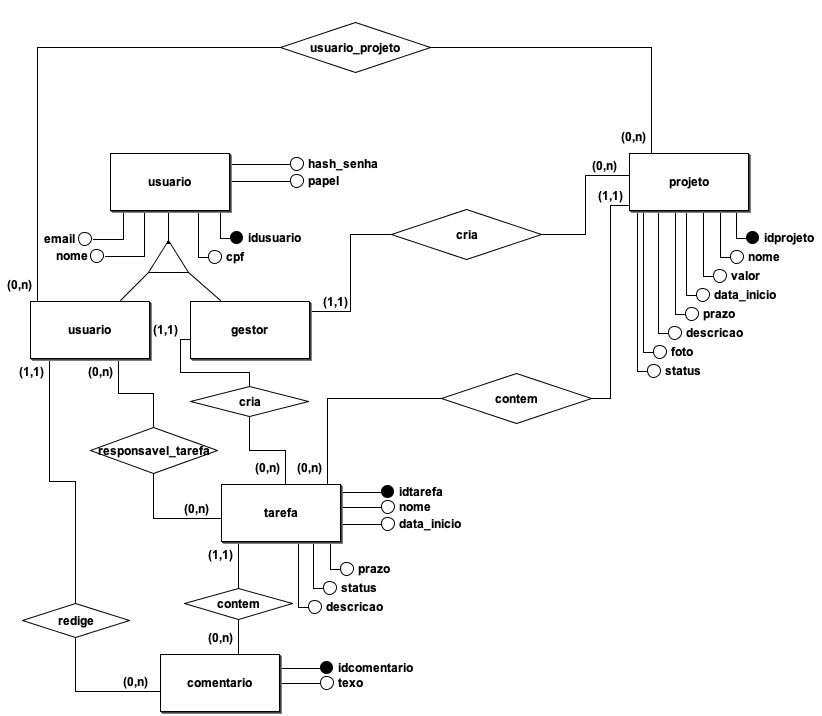 usuario_projeto
(0,n)
(0,n)
usuario
hash_senha
papel
email
nome
idusuario
cpf
projeto
(0,n)
(1,1)
cria
idprojeto
nome
valor
data_inicio
prazo
descricao
foto
status
(0,n)
usuario
(1,1)
gestor
(1,1)
(1,1)
(0,n)
cria
contem
responsavel_tarefa
(0,n)
(0,n)
(0,n)
tarefa
idtarefa
nome
data_inicio
prazo
status
descricao
(1,1)
contem
(0,n)
redige
(0,n)
comentario
idcomentario
texo